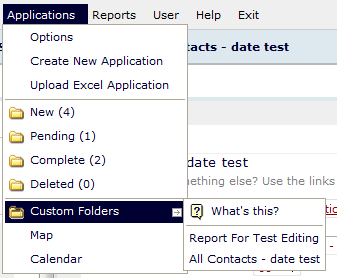 Applications Reports User Help Exit
ontacts - date test
Options
Create New Application
Upload Excel Application
New (4)
Pending (1)
Complete (2)
date test
Deleted (0)
nething else? Use the links
Custom Folders
What's this?
Map
Report For Test Editing
Calendar
All Contacts - date test